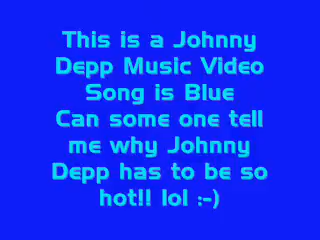 This is a Johnny
Depp Music Video
Song is Blue
Can some one tell
me why Johnny
Depp has to be so
hot!! lol :-)